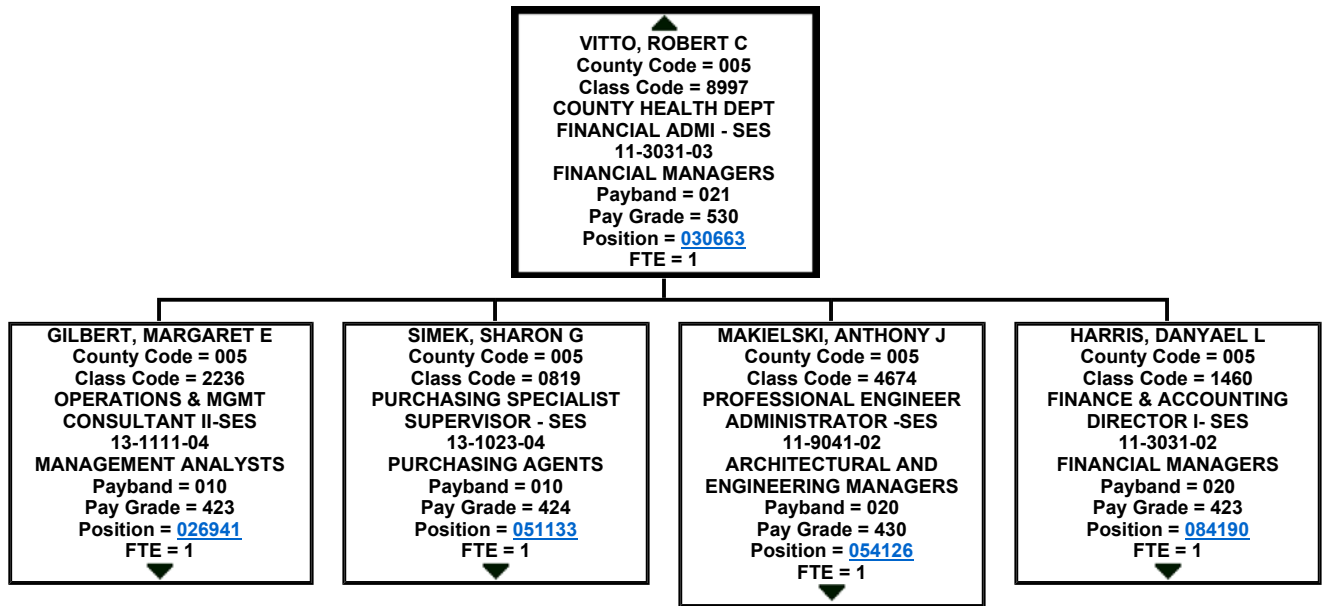 VITTO, ROBERT C
County Code = 005
Class Code = 8997
COUNTY HEALTH DEPT
FINANCIAL ADMI - SES
11-3031-03
FINANCIAL MANAGERS
Payband = 021
Pay Grade = 530
Position = 030663
FTE = 1
GILBERT, MARGARET E
County Code = 005
Class Code = 2236
OPERATIONS & MGMT
CONSULTANT II-SES
13-1111-04
MANAGEMENT ANALYSTS
Payband = 010
Pay Grade = 423
Position = 026941
FTE = 1
SIMEK, SHARON G
County Code = 005
Class Code = 0819
PURCHASING SPECIALIST
SUPERVISOR - SES
13-1023-04
PURCHASING AGENTS
Payband = 010
Pay Grade = 424
Position = 051133
FTE = 1
MAKIELSKI, ANTHONY J
County Code = 005
Class Code = 4674
PROFESSIONAL ENGINEER
ADMINISTRATOR -SES
11-9041-02
ARCHITECTURAL AND
ENGINEERING MANAGERS
Payband = 020
Pay Grade = 430
Position = 054126
FTE = 1
HARRIS, DANYAEL L
County Code = 005
Class Code = 1460
FINANCE & ACCOUNTING
DIRECTOR I- SES
11-3031-02
FINANCIAL MANAGERS
Payband = 020
Pay Grade = 423
Position = 084190
FTE = 1